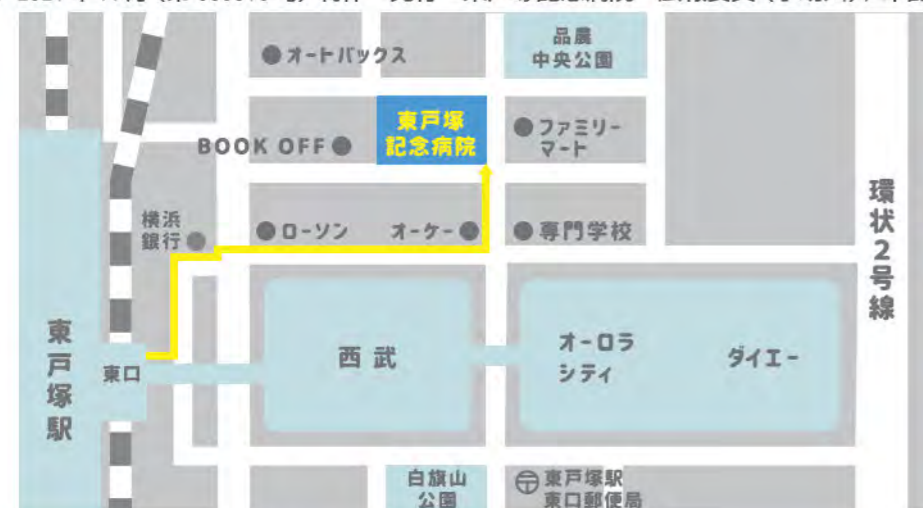 オートバックス
品農
中央公園
BOOK OFF
東戸塚
記念病院
ファミリー
マート
横浜
銀行
ローソン
オーケー
専門学校
環状2号線
東戸塚駅
東口
西武
オーロラ
シティ
ダイエー
白旗山
公園
東戸塚駅
東口郵便局